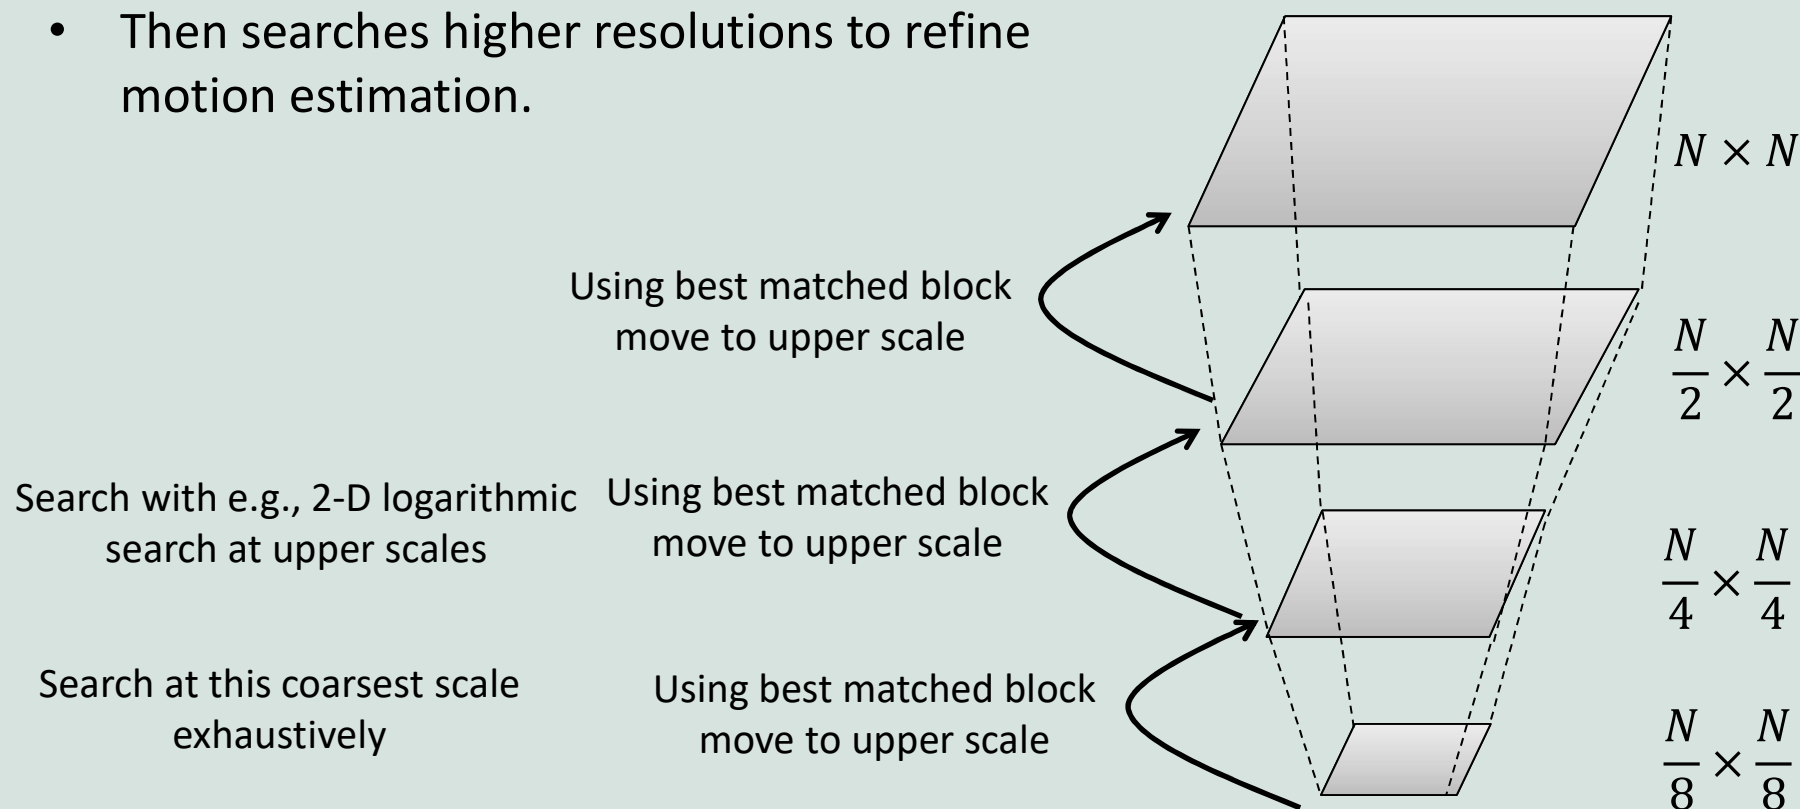 • Then searches higher resolutions to refine
motion estimation.
N × N
Using best matched block
move to upper scale
N/2 × N/2
Search with e.g., 2-D logarithmic
search at upper scales
Using best matched block
move to upper scale
N/4 × N/4
Search at this coarsest scale
exhaustively
Using best matched block
move to upper scale
N/8 × N/8